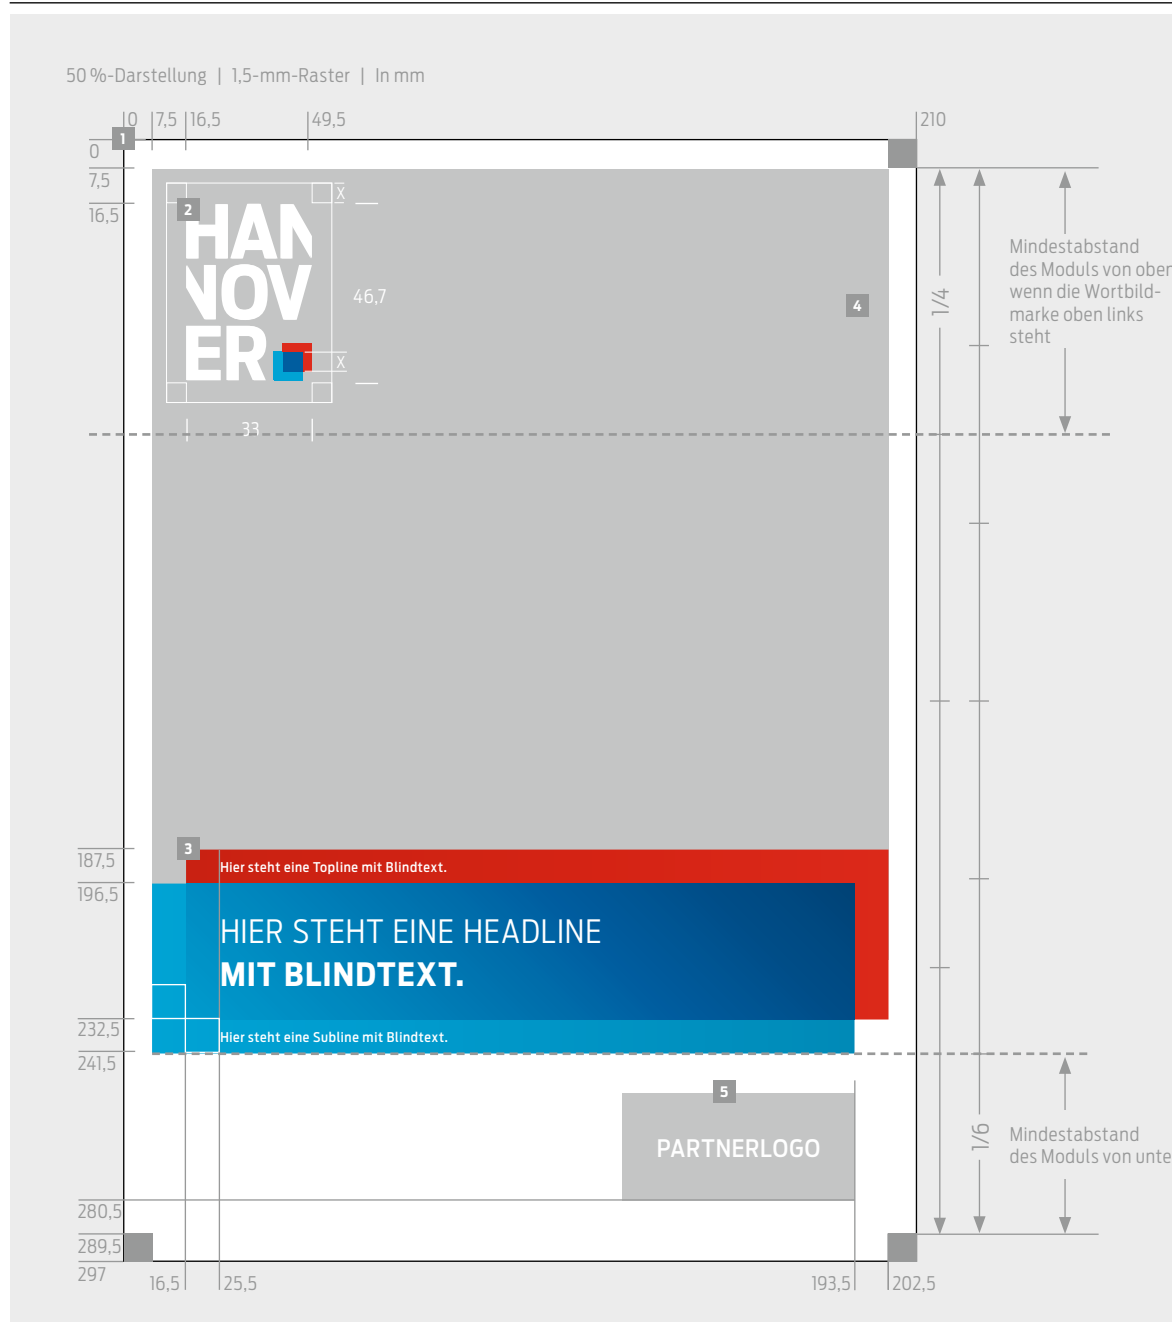 50 %-Darstellung | 1,5-mm-Raster | In mm
0 7,5 16,5 49,5 210
1
0
7,5
16,5
2
HAN
NOV
ER
X
46,7
X
33
4
1/4
Mindestabstand
des Moduls von oben
wenn die Wortbild-
marke oben links
steht
187,5
3
Hier steht eine Topline mit Blindtext.
196,5
HIER STEHT EINE HEADLINE
MIT BLINDTEXT.
232,5
Hier steht eine Subline mit Blindtext.
241,5
5
PARTNERLOGO
1/6
Mindestabstand
des Moduls von unte
280,5
289,5
297
16,5 25,5 193,5 202,5